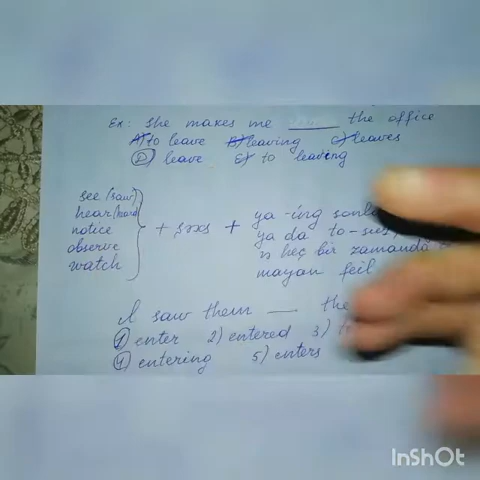 Ex: she makes me ____ the office
A) to leave B) leaving C) leaves
D) leave E) to leaving
see (saw)
hear (heard)
notice
observe
watch
+ şəxs +
ya -ing
ya da to-suz
heç bir zamanda
mayan feil
I saw them ___ the
1) enter 2) entered 3)
4) entering 5) enters
InShOt